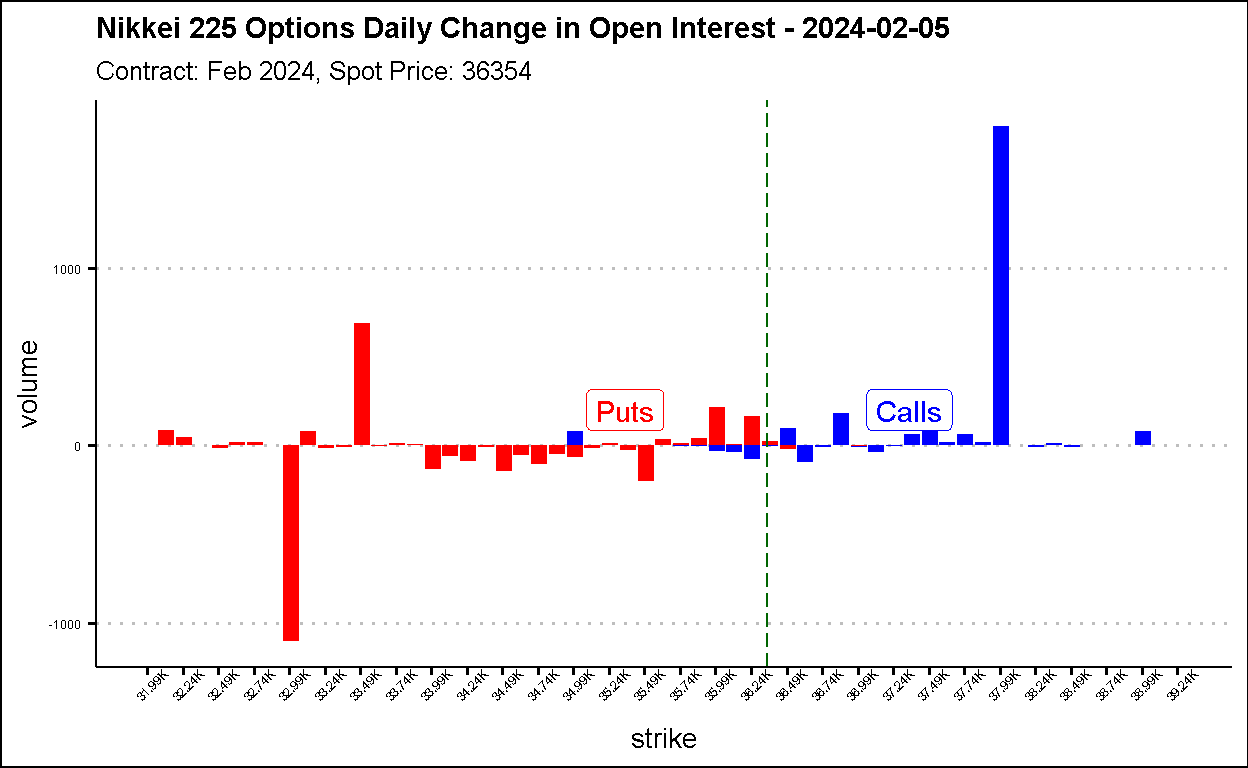 Nikkei 225 Options Daily Change in Open Interest - 2024-02-05
Contract: Feb 2024, Spot Price: 36354
volume
1000
0
-1000
Puts
Calls
31.99K
32.24K
32.49K
32.74K
32.99K
33.24K
33.49K
33.74K
33.99K
34.24K
34.49K
34.74K
34.99K
35.24K
35.49K
35.74K
35.99K
36.24K
36.49K
36.74K
36.99K
37.24K
37.49K
37.74K
37.99K
38.24K
38.49K
38.74K
38.99K
39.24K
strike